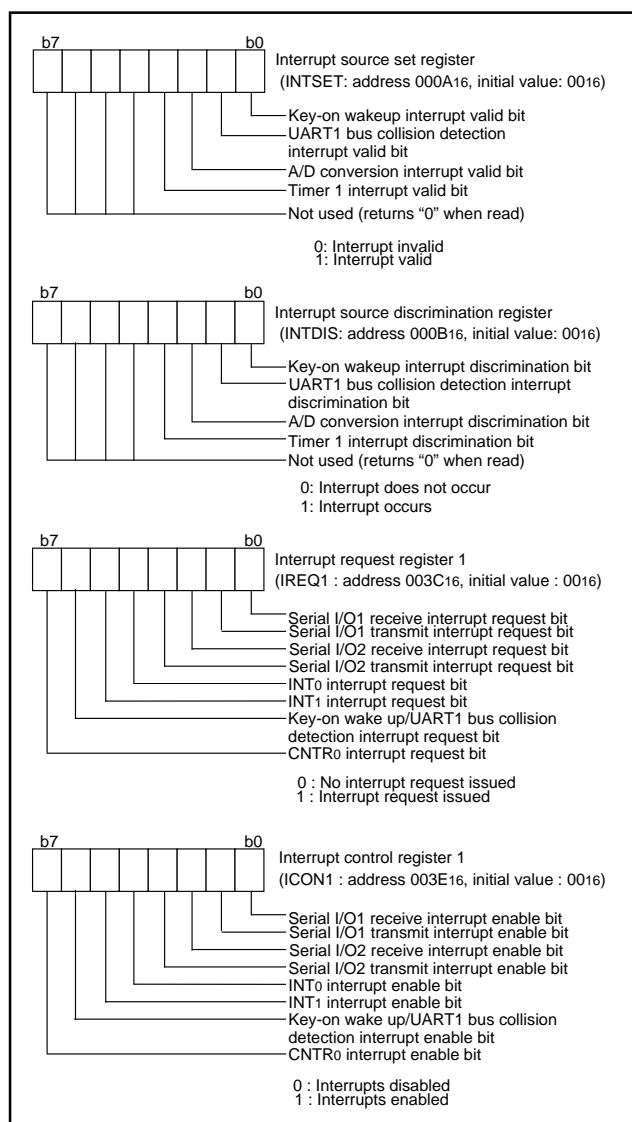 b7 b0
Interrupt source set register
(INTSET: address 000A16, initial value: 0016)
Key-on wakeup interrupt valid bit
UART1 bus collision detection
interrupt valid bit
A/D conversion interrupt valid bit
Timer 1 interrupt valid bit
Not used (returns “0” when read)
0: Interrupt invalid
1: Interrupt valid
b7 b0
Interrupt source discrimination register
(INTDIS: address 000B16, initial value: 0016)
Key-on wakeup interrupt discrimination bit
UART1 bus collision detection interrupt
discrimination bit
A/D conversion interrupt discrimination bit
Timer 1 interrupt discrimination bit
Not used (returns “0” when read)
0: Interrupt does not occur
1: Interrupt occurs
b7 b0
Interrupt request register 1
(IREQ1 : address 003C16, initial value : 0016)
Serial I/O1 receive interrupt request bit
Serial I/O1 transmit interrupt request bit
Serial I/O2 receive interrupt request bit
Serial I/O2 transmit interrupt request bit
INT0 interrupt request bit
INT1 interrupt request bit
Key-on wake up/UART1 bus collision
detection interrupt request bit
CNTR0 interrupt request bit
0 : No interrupt request issued
1 : Interrupt request issued
b7 b0
Interrupt control register 1
(ICON1 : address 003E16, initial value : 0016)
Serial I/O1 receive interrupt enable bit
Serial I/O1 transmit interrupt enable bit
Serial I/O2 receive interrupt enable bit
Serial I/O2 transmit interrupt enable bit
INT0 interrupt enable bit
INT1 interrupt enable bit
Key-on wake up/UART1 bus collision
detection interrupt enable bit
CNTR0 interrupt enable bit
0 : Interrupts disabled
1 : Interrupts enabled